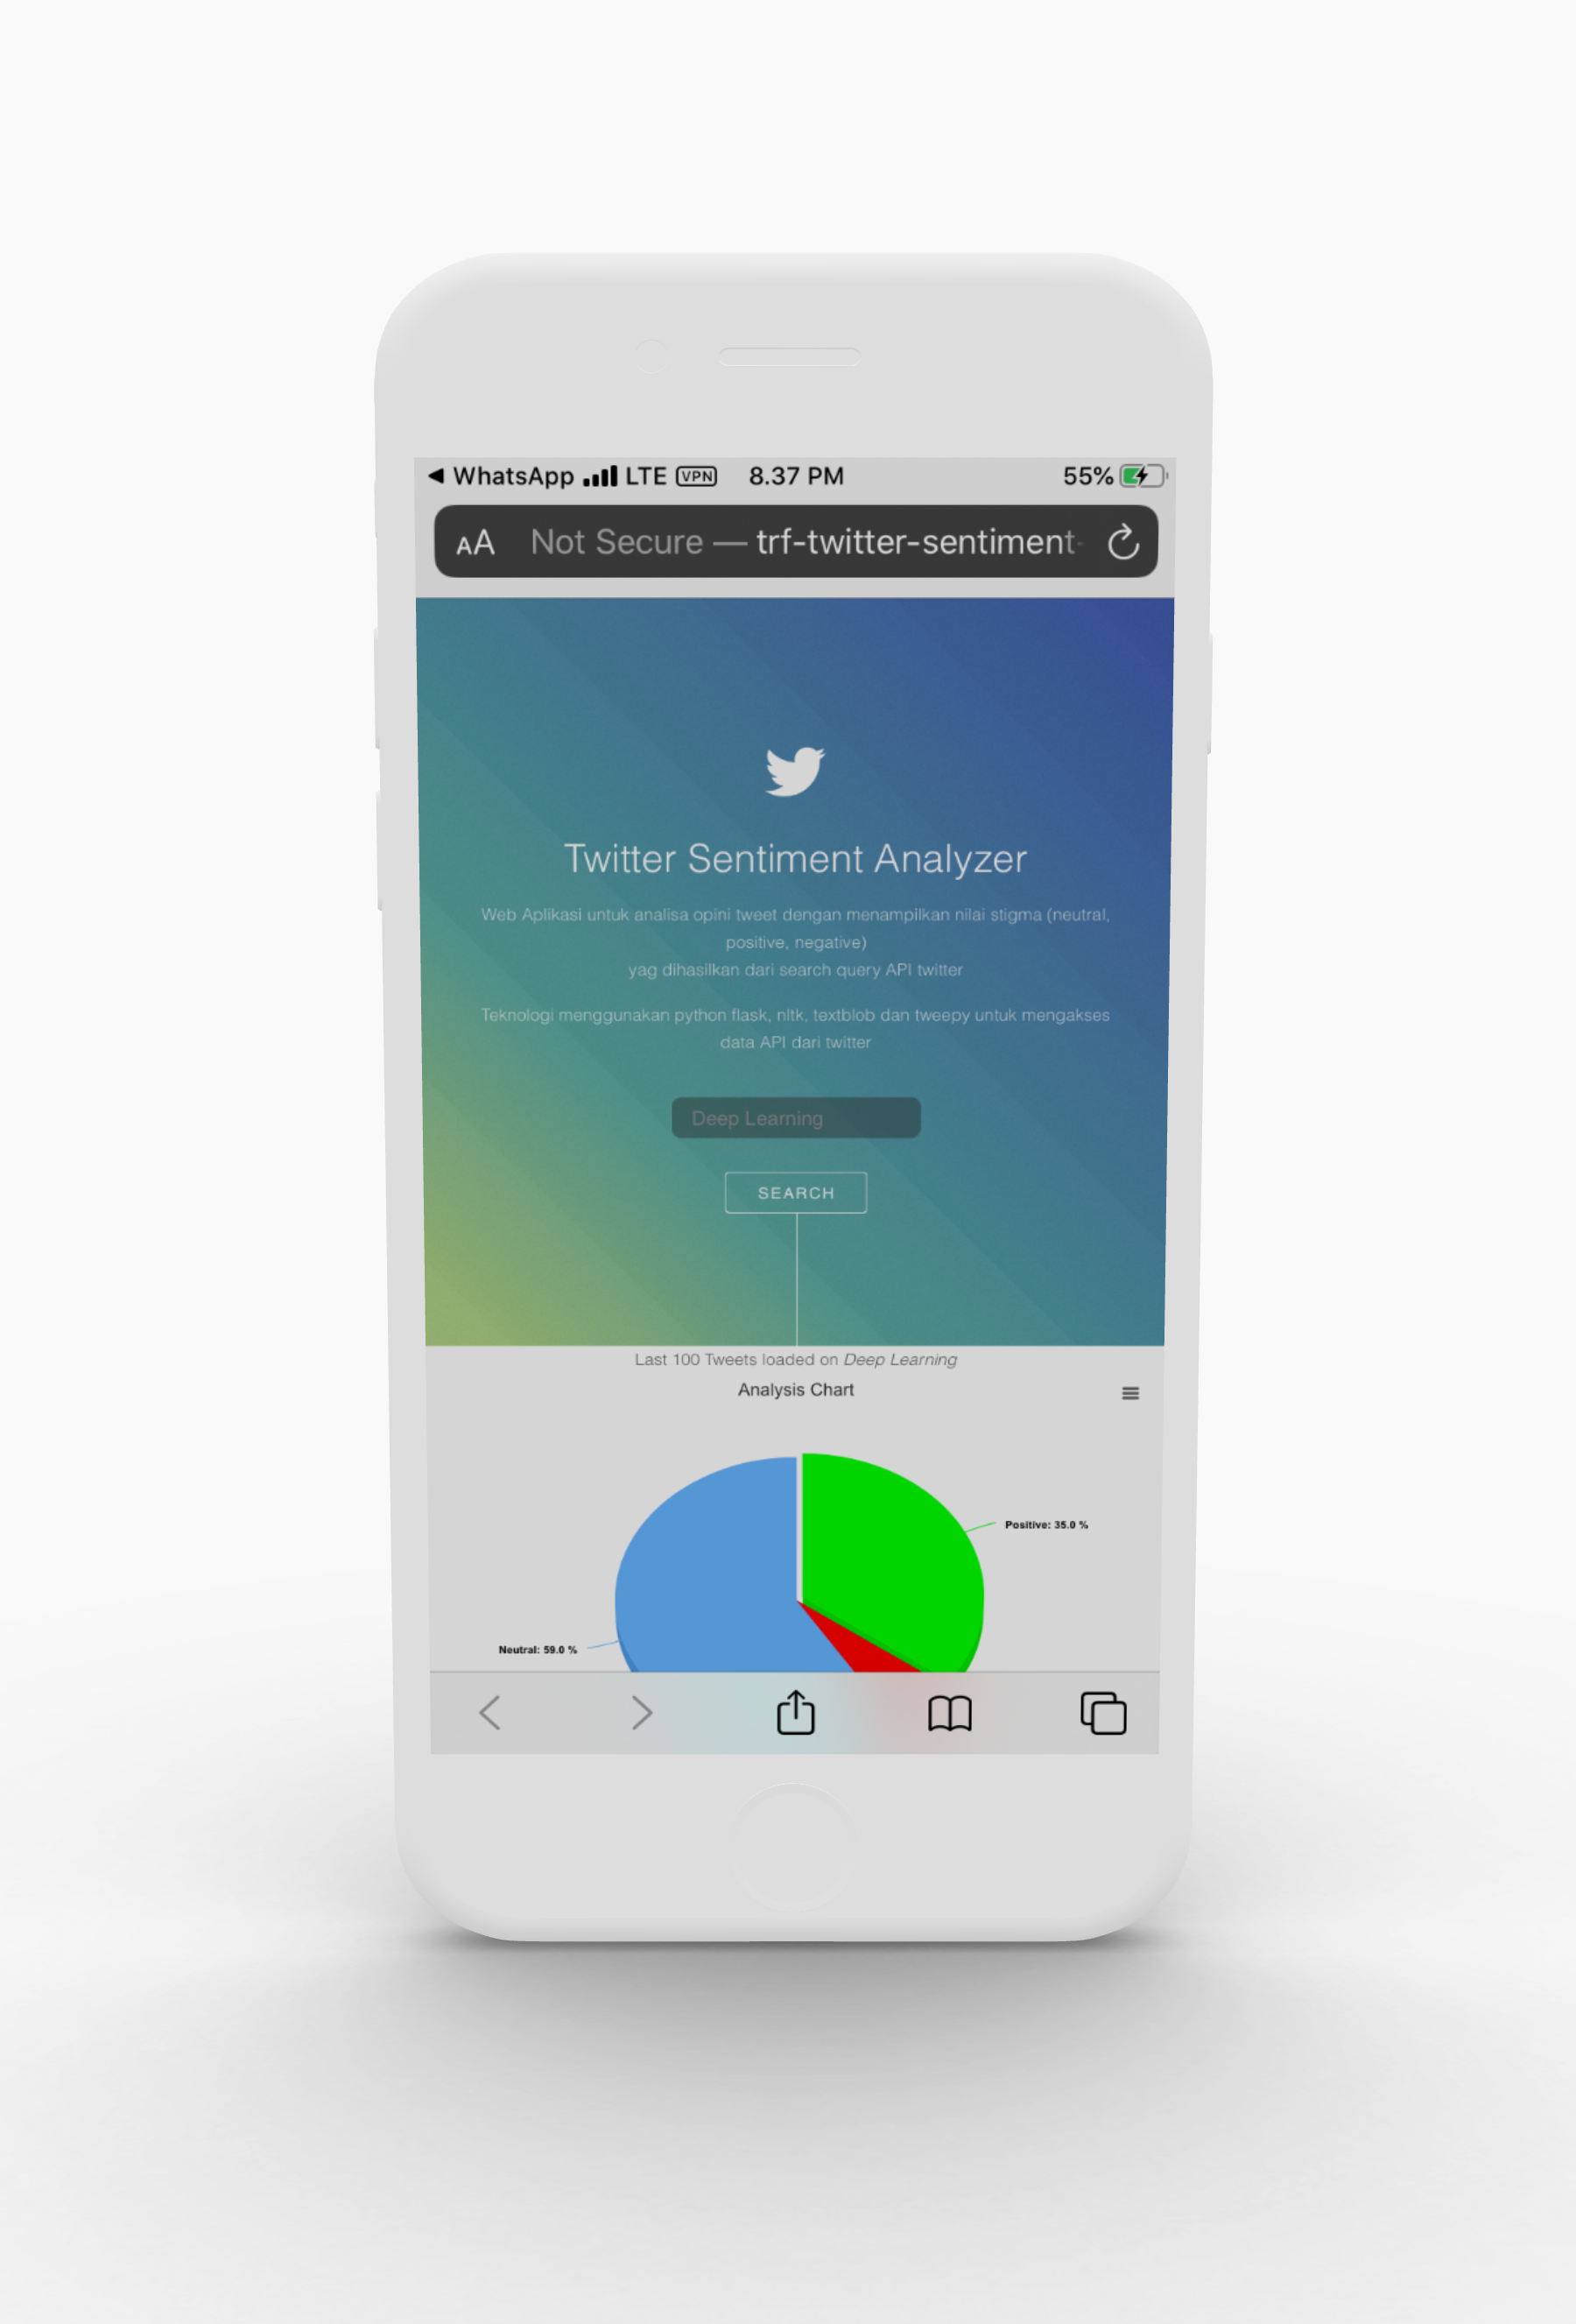 WhatsApp LTE VPN 8.37 PM 55%
AA Not Secure — trf-twitter-sentiment-
Twitter Sentiment Analyzer
Web Aplikasi untuk analisa opini tweet dengan menampilkan nilai stigma (neutral,
positive, negative)
yag dihasilkan dari search query API twitter
Teknologi menggunakan python flask, nltk, textblob dan tweepy untuk mengakses
data API dari twitter
Deep Learning
SEARCH
Last 100 Tweets loaded on Deep Learning
Analysis Chart
Positive: 35.0 %
Neutral: 59.0 %